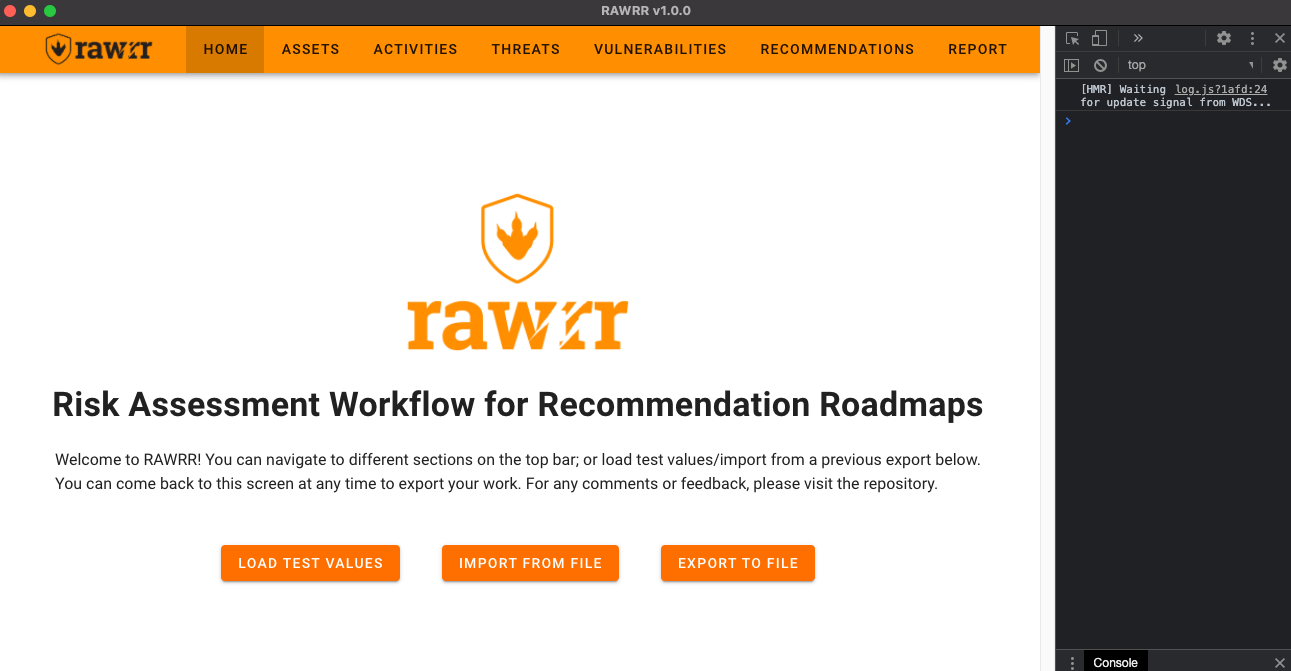 RAWRR v1.0.0
rawrr HOME ASSETS ACTIVITIES THREATS VULNERABILITIES RECOMMENDATIONS REPORT
top
[HMR] Waiting log.js?1afd:24
for update signal from WDS...
rawrr
Risk Assessment Workflow for Recommendation Roadmaps
Welcome to RAWRR! You can navigate to different sections on the top bar; or load test values/import from a previous export below.
You can come back to this screen at any time to export your work. For any comments or feedback, please visit the repository.
LOAD TEST VALUES IMPORT FROM FILE EXPORT TO FILE
Console